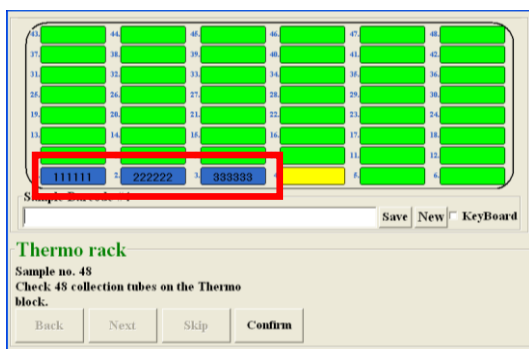 43. 44. 45. 46. 47. 48.
37. 38. 39. 40. 41. 42.
31. 32. 33. 34. 35. 36.
25. 26. 27. 28. 29. 30.
19. 20. 21. 22. 23. 24.
13. 14. 15. 16. 17. 18.
11. 12.
111111 2. 222222 3. 333333 4. 5. 6.
Sample Barcode
Save New KeyBoard
Thermo rack
Sample no. 48
Check 48 collection tubes on the Thermo
block.
Back Next Skip Confirm